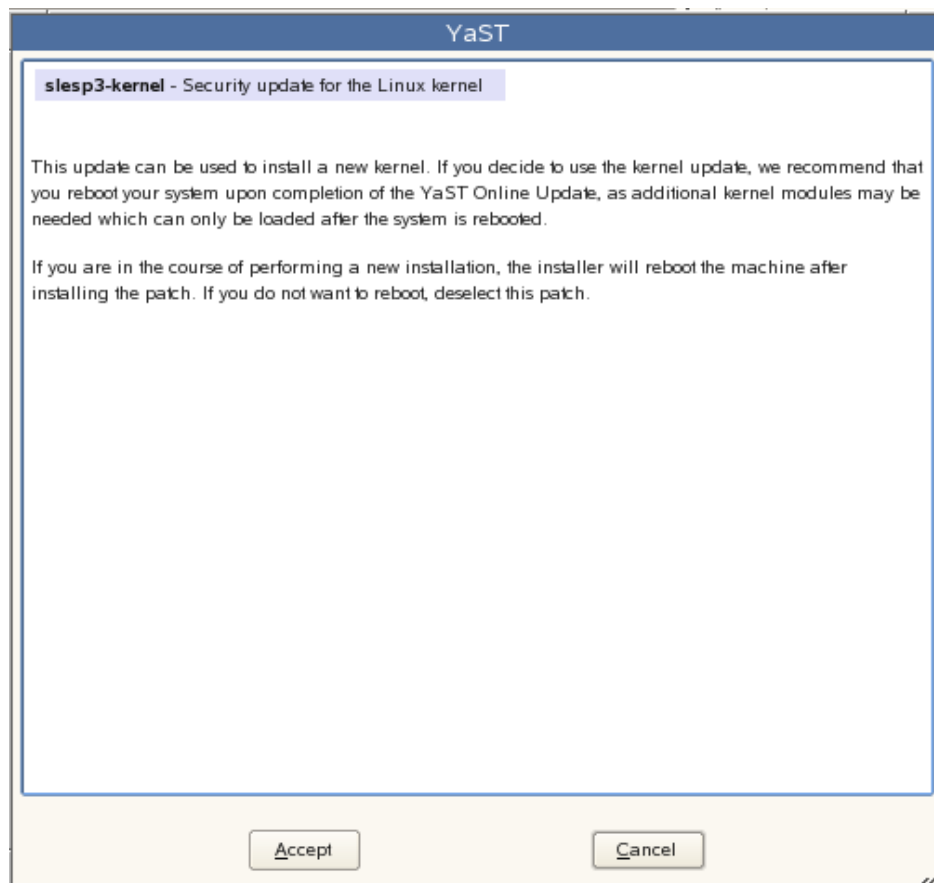 YaST
slesp3-kernel - Security update for the Linux kernel
This update can be used to install a new kernel. If you decide to use the kernel update, we recommend that
you reboot your system upon completion of the YaST Online Update, as additional kernel modules may be
needed which can only be loaded after the system is rebooted.
If you are in the course of performing a new installation, the installer will reboot the machine after
installing the patch. If you do not want to reboot, deselect this patch.
Accept
Cancel